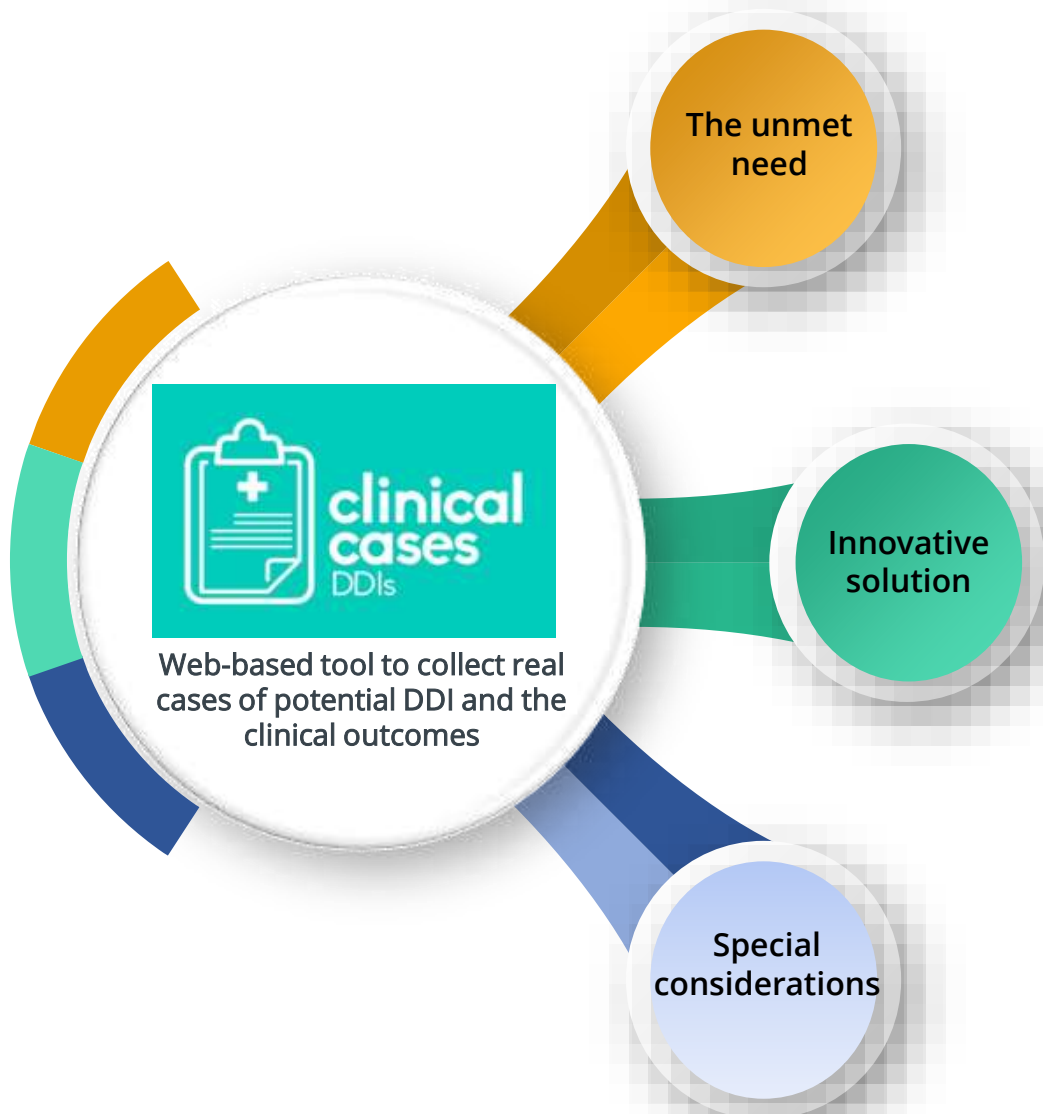 The unmet
need
clinical
cases
DDIs
Web-based tool to collect real
cases of potential DDI and the
clinical outcomes
Innovative
solution
Special
considerations